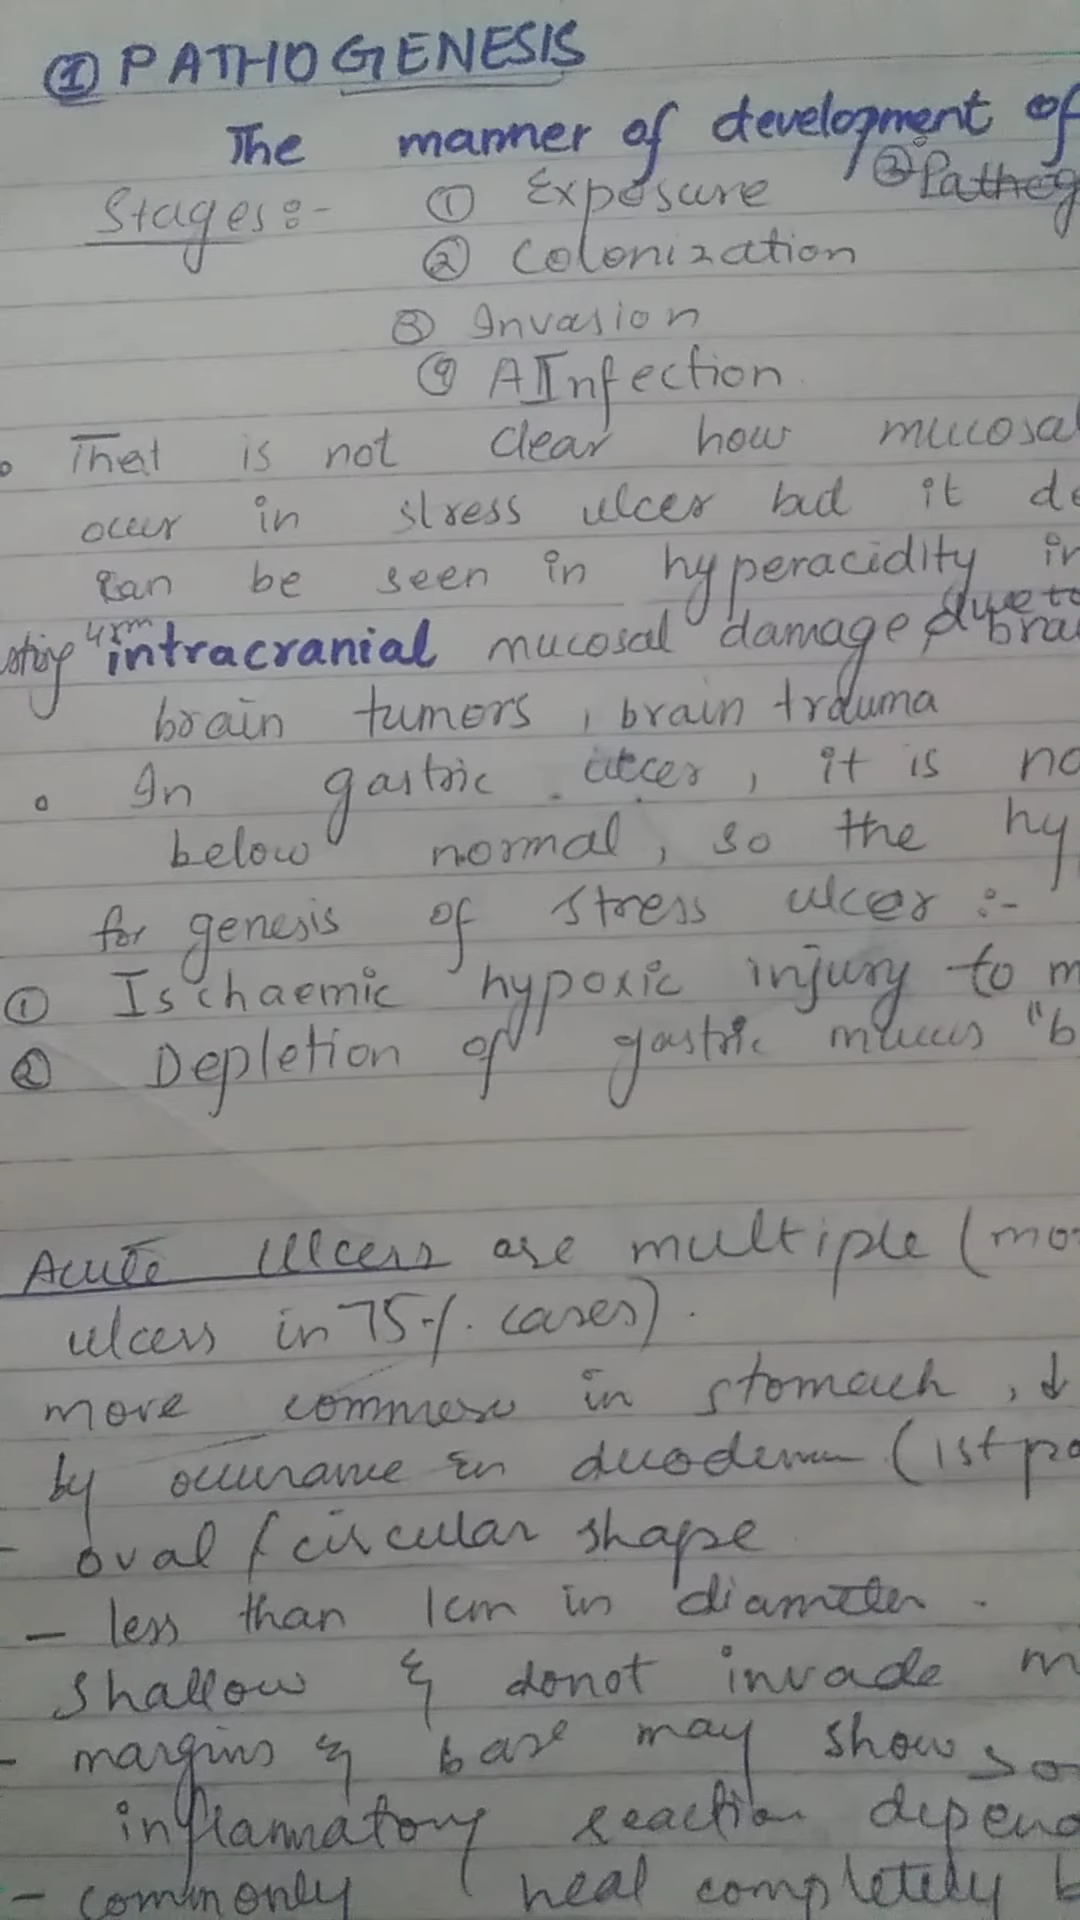 ① PATHOGENESIS
The manner of development of
Stages:- ① Exposure ② Pathog
② Colonization
③ Invasion
④ Infection
That is not clear how mucosal
occur in stress ulcer but it de
can be seen in hyperacidity in
intracranial mucosal damage due to bra
brain tumors, brain trauma
In gastric ulcer, it is no
below normal, so the hy
for genesis of stress ulcer :-
① Ischaemic hypoxic injury to m
② Depletion of gastric mucus "b
Acute Ulcers are multiple (mo
ulcers in 75% cases).
more common in stomach, ↓
by occurance in duodenum (1st pa
- oval / circular shape
- less than 1cm in diameter.
shallow & donot invade m
- margins & base may show so
inflammatory reaction depend
- commonly heal completely b